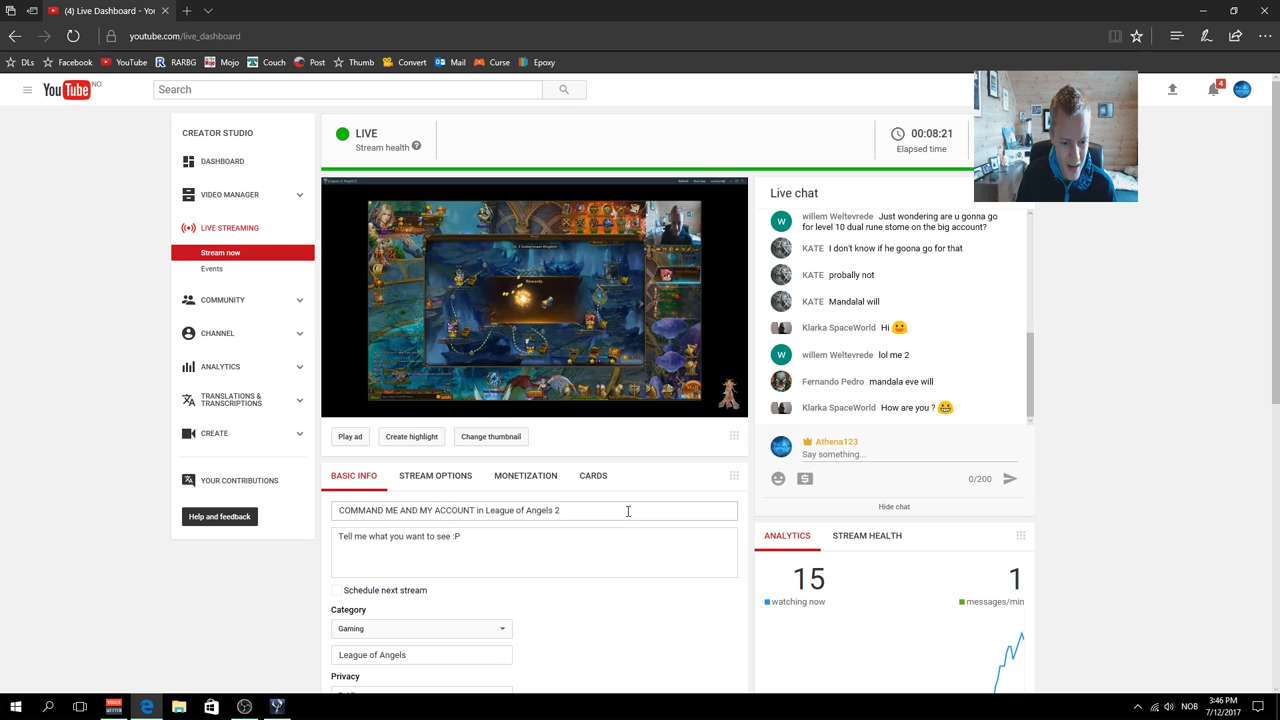 (4) Live Dashboard - Yo
youtube.com/live_dashboard
DLs
Facebook
YouTube
RARBG
Mojo
Couch
Post
Thumb
Convert
Mail
Curse
Epoxy
YouTube NO
Search
4
CREATOR STUDIO
DASHBOARD
VIDEO MANAGER
LIVE STREAMING
Stream now
Events
COMMUNITY
CHANNEL
ANALYTICS
TRANSLATIONS &
TRANSCRIPTIONS
CREATE
YOUR CONTRIBUTIONS
Help and feedback
LIVE
Stream health ?
00:08:21
Elapsed time
Rewards
Play ad
Create highlight
Change thumbnail
BASIC INFO
STREAM OPTIONS
MONETIZATION
CARDS
COMMAND ME AND MY ACCOUNT in League of Angels 2
Tell me what you want to see :P
Schedule next stream
Category
Gaming
League of Angels
Privacy
Live chat
W willem Weltevrede Just wondering are u gonna go
for level 10 dual rune stome on the big account?
KATE I don't know if he goona go for that
KATE probally not
KATE Mandalal will
Klarka SpaceWorld Hi
W willem Weltevrede lol me 2
Fernando Pedro mandala eve will
Klarka SpaceWorld How are you ?
Athena123
Say something...
0/200
Hide chat
ANALYTICS
STREAM HEALTH
15
watching now
1
messages/min
NOB
3:46 PM
7/12/2017